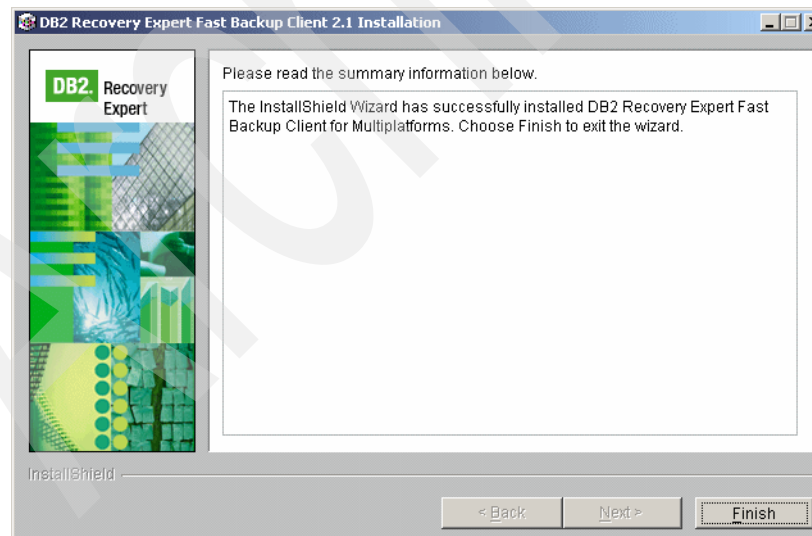 DB2 Recovery Expert Fast Backup Client 2.1 Installation
DB2. Recovery
Expert
Please read the summary information below.
The InstallShield Wizard has successfully installed DB2 Recovery Expert Fast
Backup Client for Multiplatforms. Choose Finish to exit the wizard.
InstallShield
< Back Next > Finish